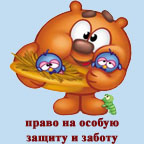 право на особую
защиту и заботу